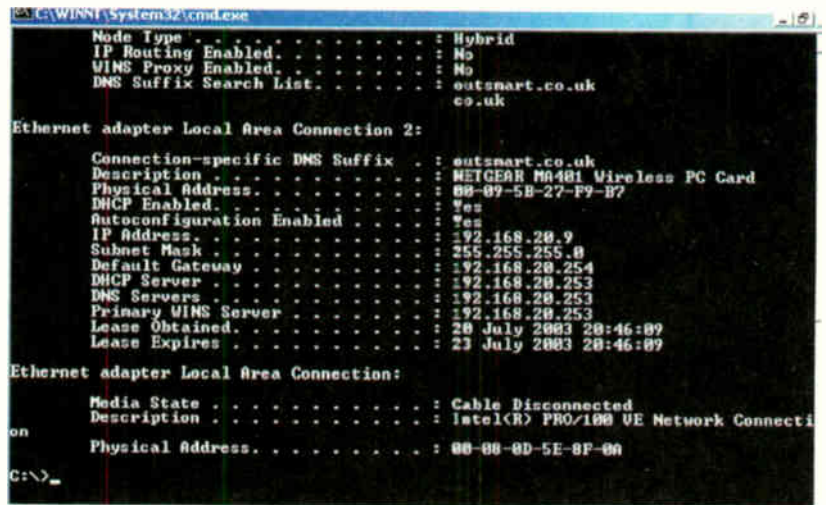 C:\WINNT\System32\cmd.exe
Node Type . . . . . . . . . . . . : Hybrid
IP Routing Enabled. . . . . . . . : No
WINS Proxy Enabled. . . . . . . . : No
DNS Suffix Search List. . . . . . : outsmart.co.uk
co.uk
Ethernet adapter Local Area Connection 2:
Connection-specific DNS Suffix  . : outsmart.co.uk
Description . . . . . . . . . . . : NETGEAR MA401 Wireless PC Card
Physical Address. . . . . . . . . : 00-09-5B-27-F9-B7
DHCP Enabled. . . . . . . . . . . : Yes
Autoconfiguration Enabled . . . . : Yes
IP Address. . . . . . . . . . . . : 192.168.20.9
Subnet Mask . . . . . . . . . . . : 255.255.255.0
Default Gateway . . . . . . . . . : 192.168.20.254
DHCP Server . . . . . . . . . . . : 192.168.20.253
DNS Servers . . . . . . . . . . . : 192.168.20.253
Primary WINS Server . . . . . . . : 192.168.20.253
Lease Obtained. . . . . . . . . . : 20 July 2003 20:46:09
Lease Expires . . . . . . . . . . : 23 July 2003 20:46:09
Ethernet adapter Local Area Connection:
Media State . . . . . . . . . . . : Cable Disconnected
Description . . . . . . . . . . . : Intel(R) PRO/100 VE Network Connecti
on
Physical Address. . . . . . . . . : 00-08-0D-5E-8F-0A
C:\>_